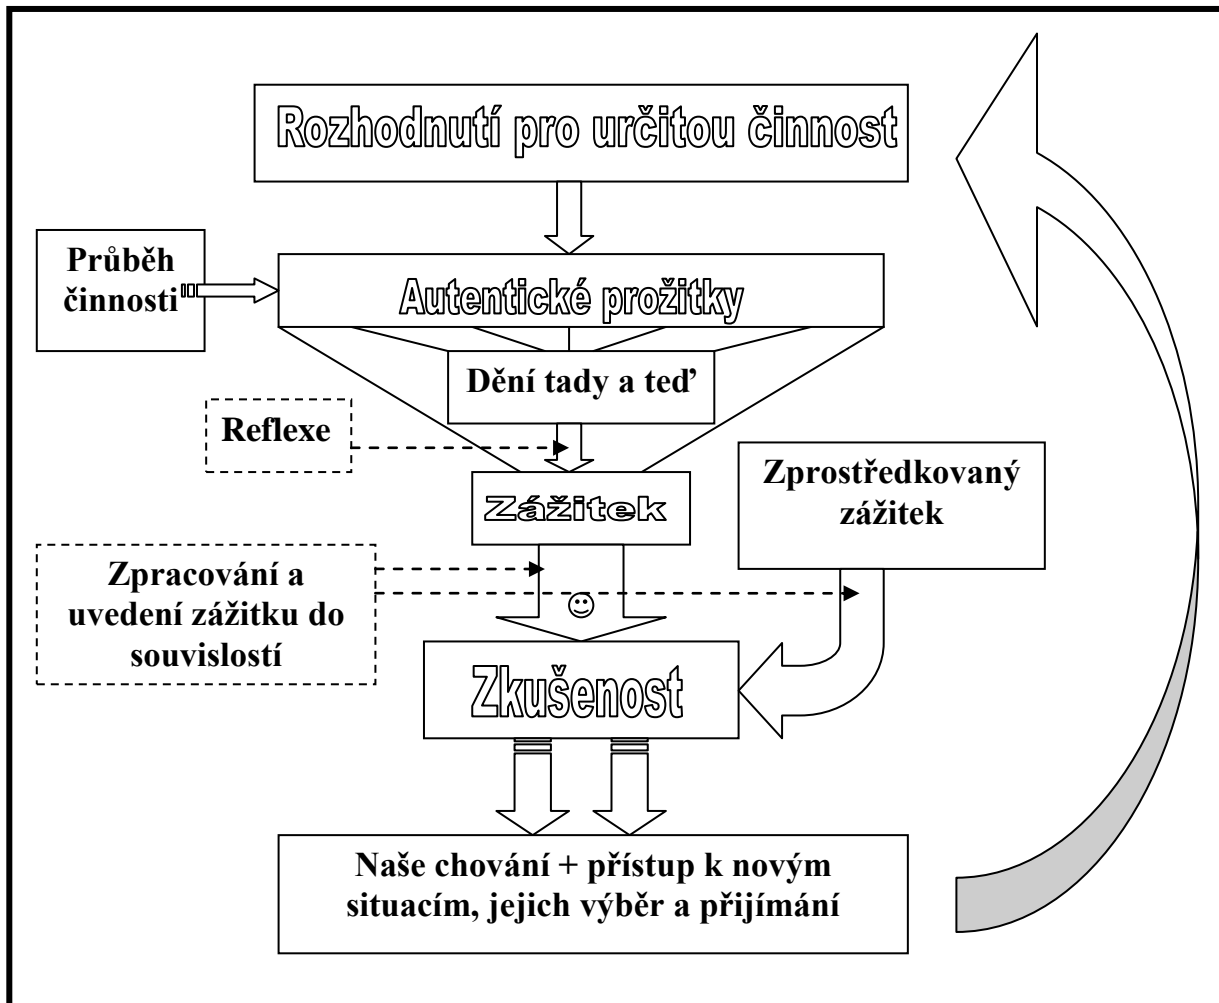 Rozhodnutí pro určitou činnost
Průběh
činnosti
Autentické prožitky
Dění tady a teď
Reflexe
Zážitek
Zprostředkovaný
zážitek
Zpracování a
uvedení zážitku do
souvislostí
Zkušenost
Naše chování + přístup k novým
situacím, jejich výběr a přijímání